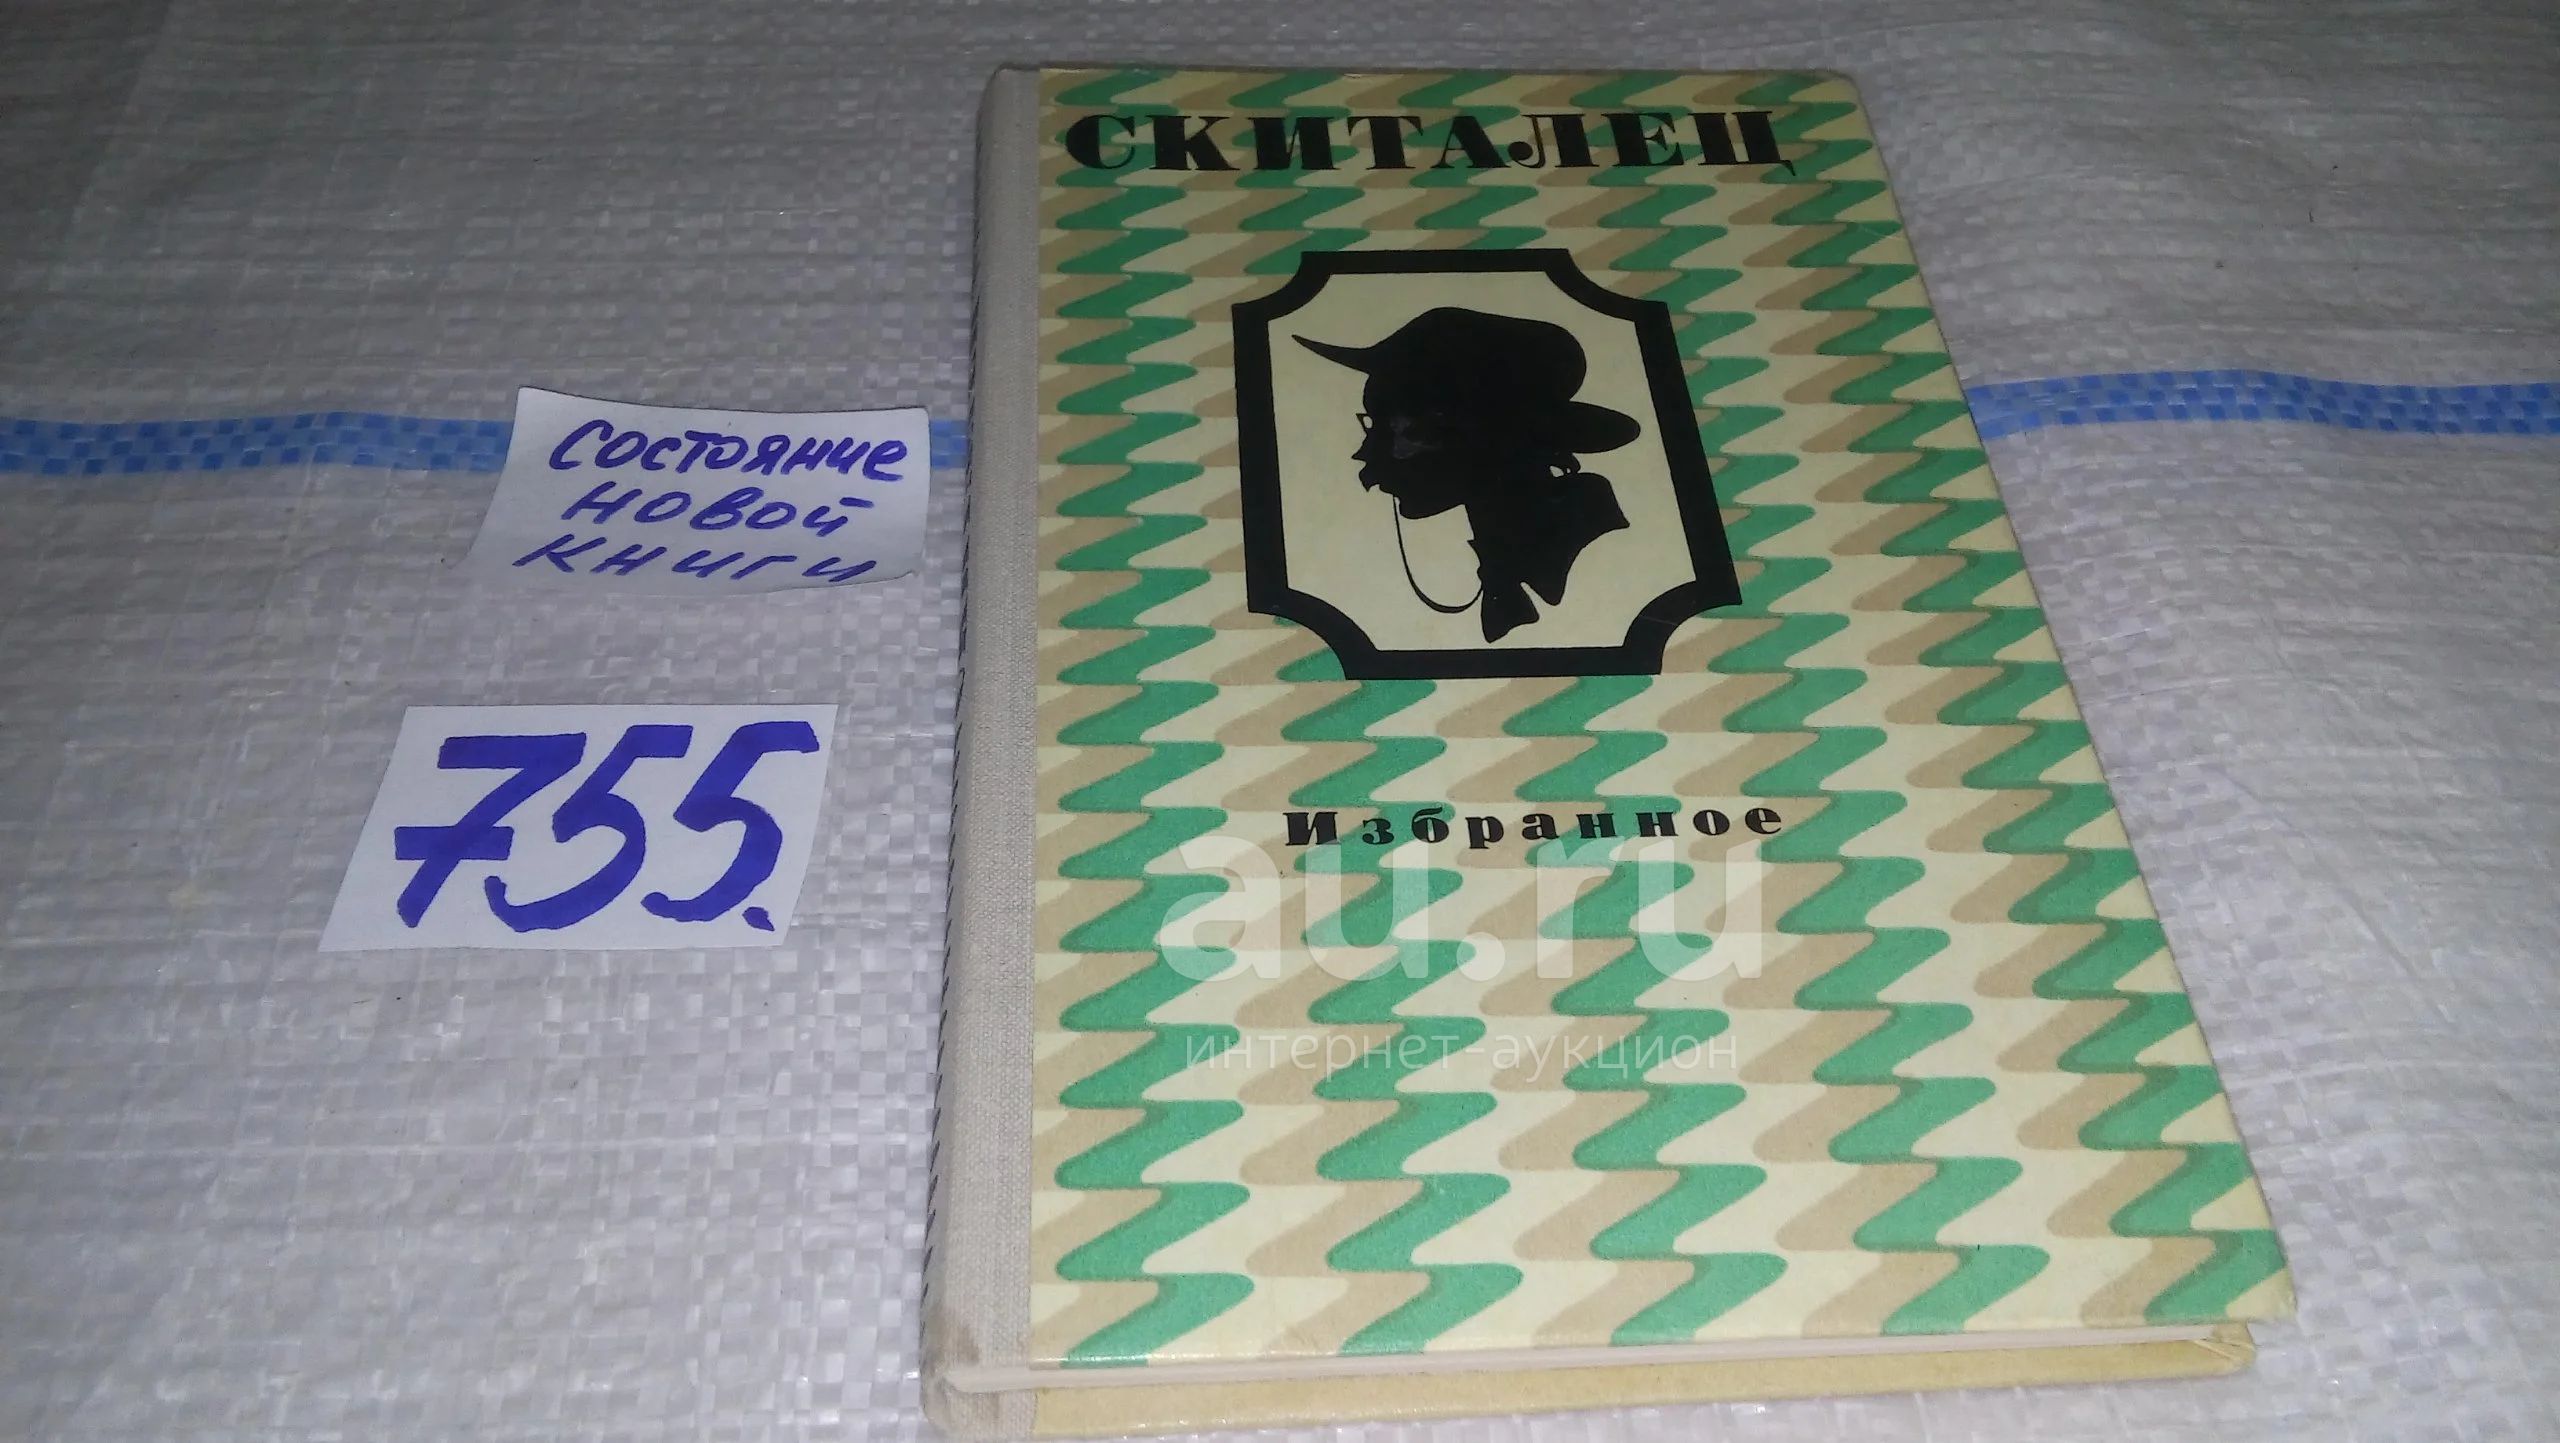 СКИТАЛЕЦ
Состояние
новой
книги
755.
Избранное
au.ru
интернет-аукцион